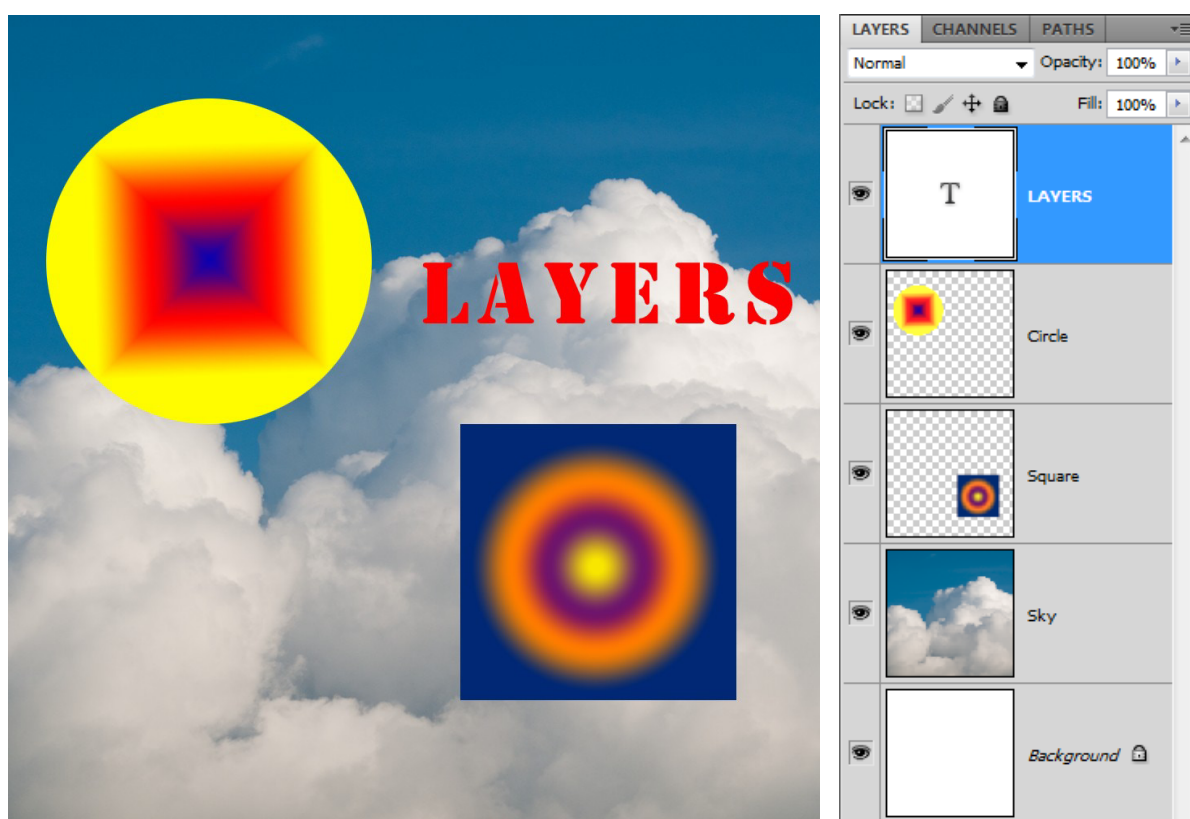 LAYERS
LAYERS CHANNELS PATHS
Normal Opacity: 100%
Lock: Fill: 100%
T LAYERS
Circle
Square
Sky
Background